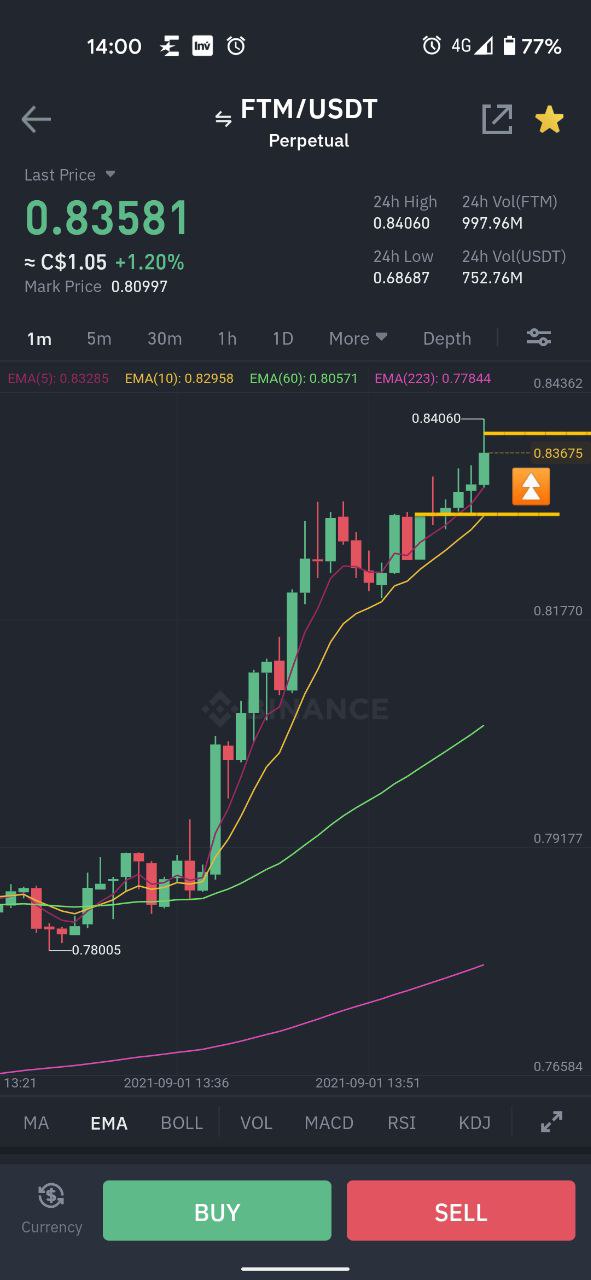 14:00 Inv 4G 77%
FTM/USDT
Perpetual
Last Price
0.83581
≈ C$1.05 +1.20%
Mark Price 0.80997
24h High 24h Vol(FTM)
0.84060 997.96M
24h Low 24h Vol(USDT)
0.68687 752.76M
1m 5m 30m 1h 1D More Depth
EMA(5): 0.83285 EMA(10): 0.82958 EMA(60): 0.80571 EMA(223): 0.77844
0.84362
0.84060
0.83675
0.81770
BINANCE
0.79177
0.78005
0.76584
13:21 2021-09-01 13:36 2021-09-01 13:51
MA EMA BOLL VOL MACD RSI KDJ
Currency
BUY
SELL